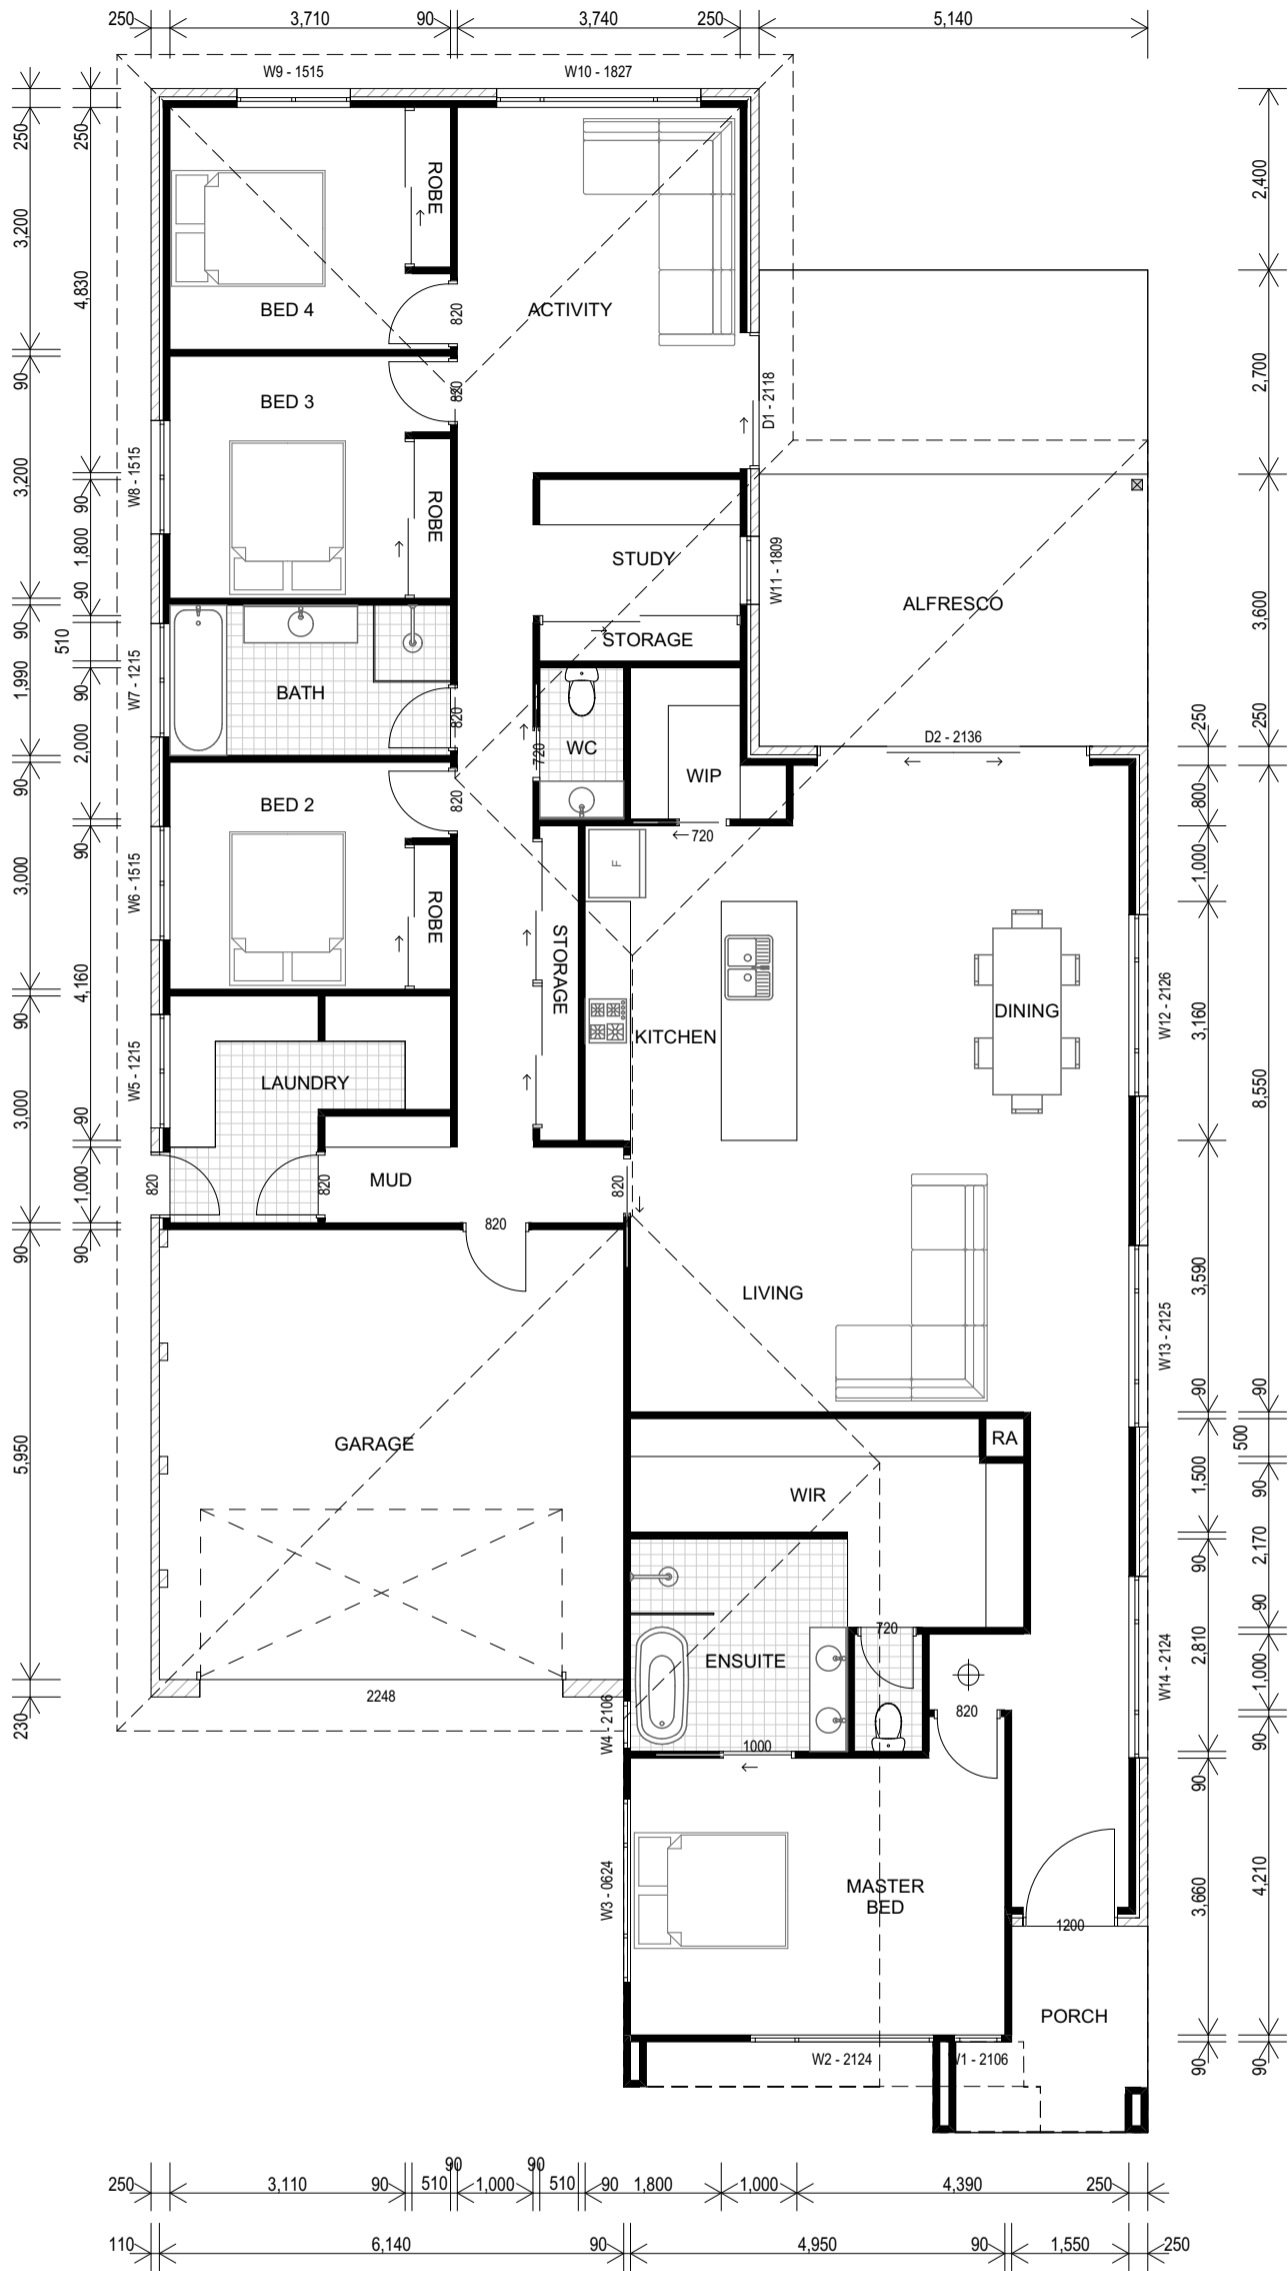 250 3,710 90 3,740 250 5,140
W9 - 1515
W10 - 1827
250
250
3,200
4,830
90
3,200
90
1,800
90
90
510
1,990
90
2,000
90
90
3,000
4,160
90
90
3,000
1,000
90
90
5,950
230
ROBE
BED 4
820
ACTIVITY
2,400
2,700
BED 3
820
D1 - 2118
W8 - 1515
ROBE
STUDY
W11 - 1809
ALFRESCO
3,600
STORAGE
W7 - 1215
BATH
820
WC
720
WIP
720
D2 - 2136
250
250
800
1,000
BED 2
820
W6 - 1515
ROBE
STORAGE
F
KITCHEN
DINING
W12 - 2126
3,160
8,550
W5 - 1215
LAUNDRY
820
820
MUD
820
820
LIVING
W13 - 2125
3,590
90
90
500
GARAGE
RA
WIR
1,500
90
90
2,170
90
2248
ENSUITE
720
W4 - 2106
1000
820
W14 - 2124
2,810
1,000
90
90
W3 - 0624
MASTER
BED
1200
3,660
4,210
PORCH
W2 - 2124
W1 - 2106
90
90
250 3,110 90 510 90 1,000 90 510 90 1,800 1,000 4,390 250
110 6,140 90 4,950 90 1,550 250